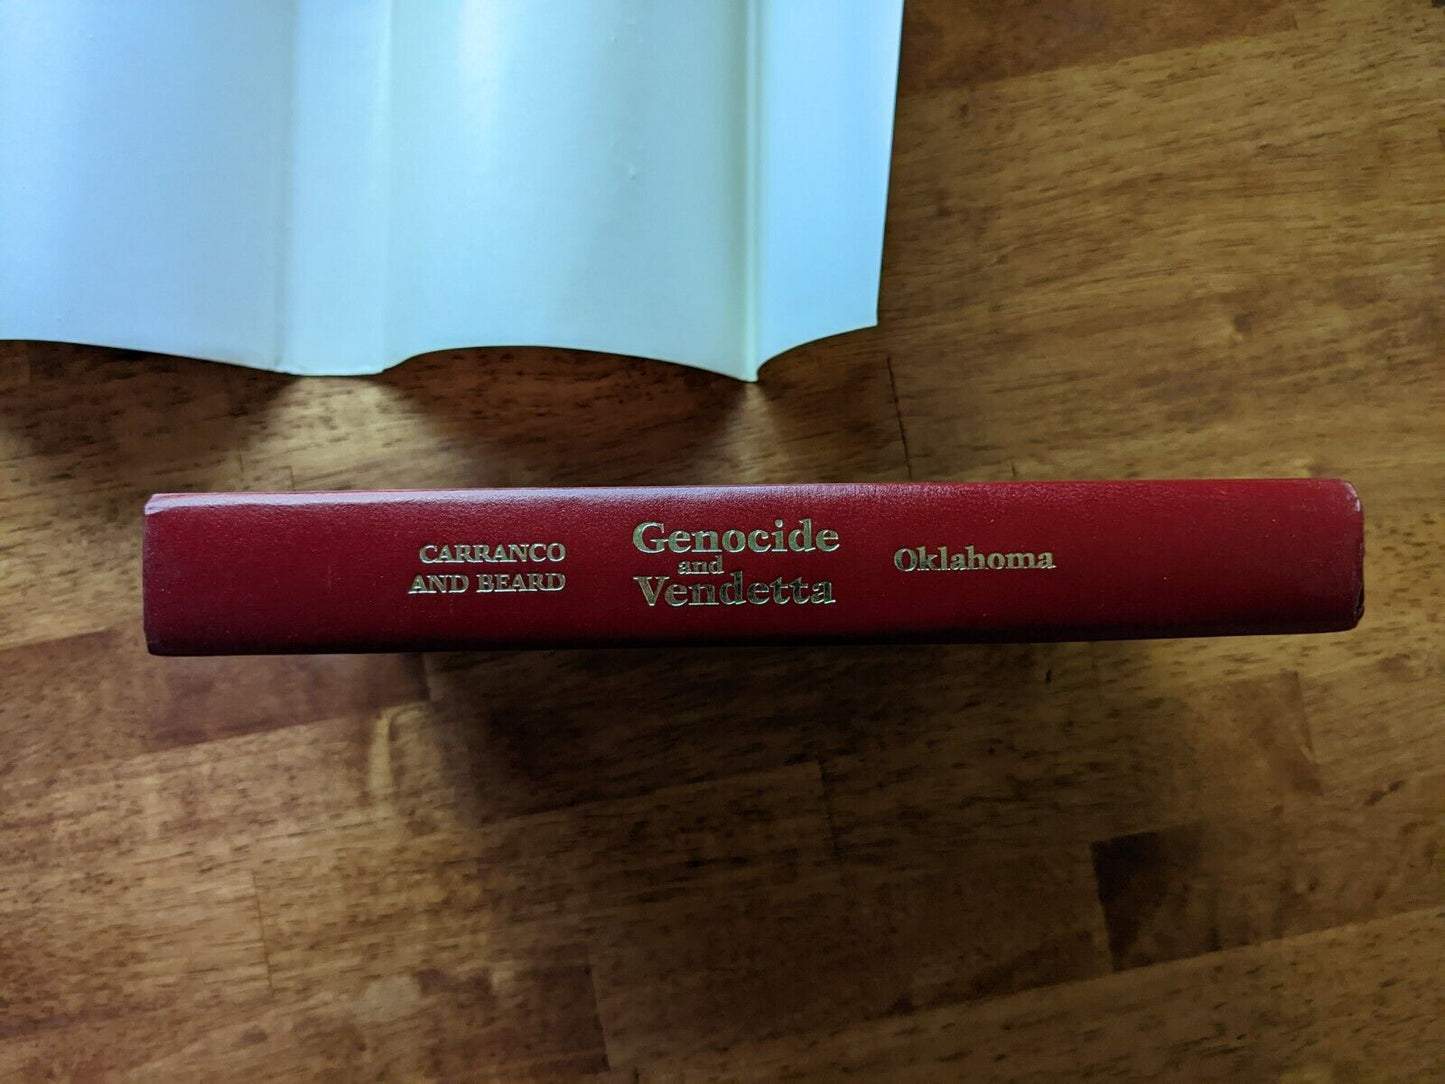 CARRANCO
AND BEARD
Genocide
and
Vendetta
Oklahoma